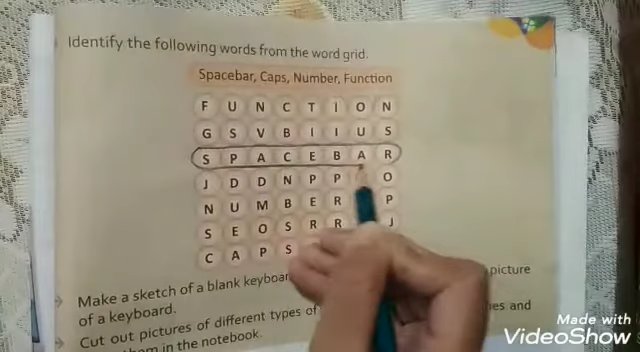 Identify the following words from the word grid.
Spacebar, Caps, Number, Function
F U N C T I O N
G S V B I I U S
S P A C E B A R
J D D N P P O
N U M B E R P
S E O S R R J
C A P S
Make a sketch of a blank keyboar picture
of a keyboard.
Cut out pictures of different types of es and
them in the notebook.
Made with
VideoShow